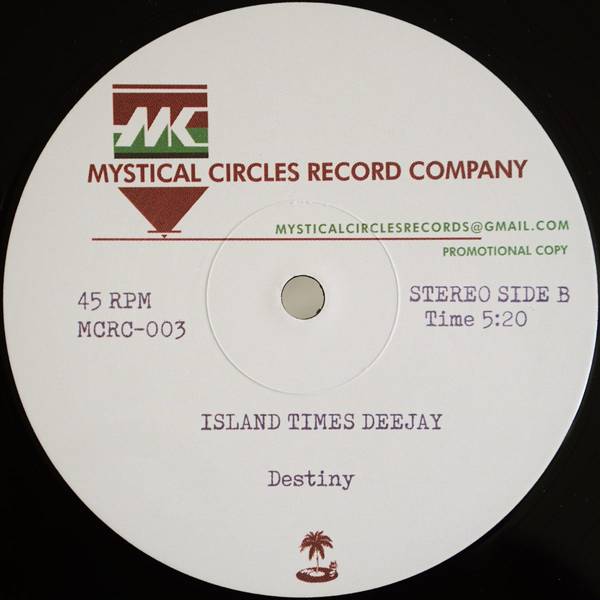 MC
MYSTICAL CIRCLES RECORD COMPANY
MYSTICALCIRCLESRECORDS@GMAIL.COM
PROMOTIONAL COPY
45 RPM
MCRC-003
STEREO SIDE B
Time 5:20
ISLAND TIMES DEEJAY
Destiny